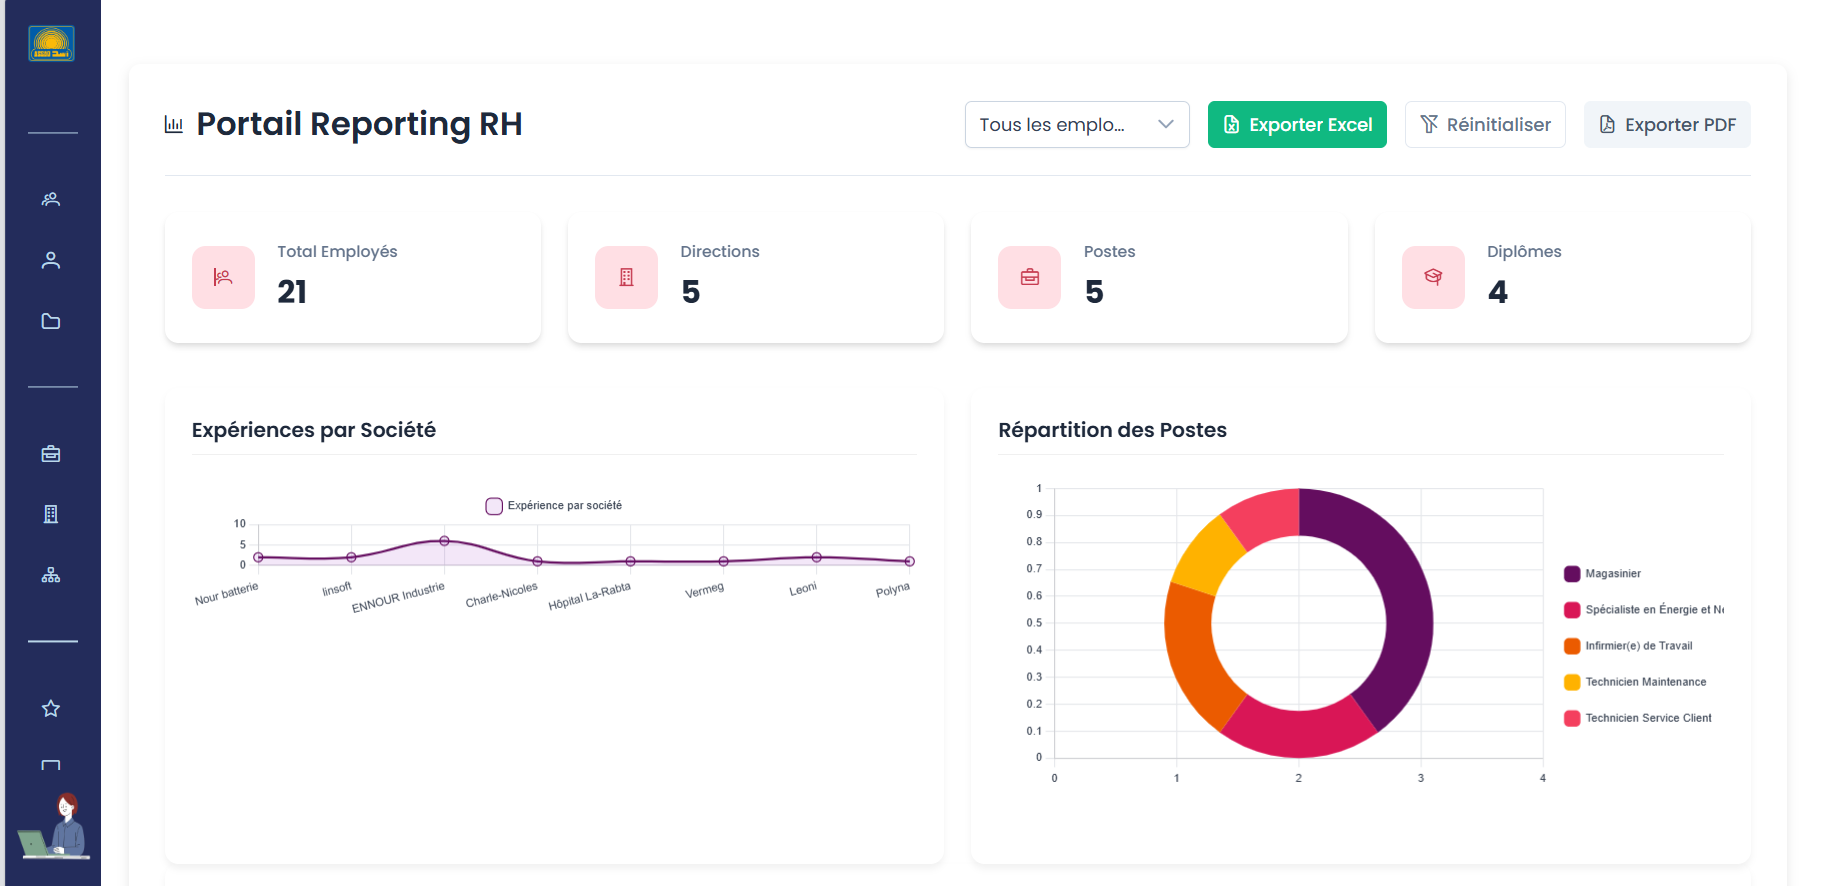 Portail Reporting RH
Tous les emplo...
Exporter Excel
Réinitialiser
Exporter PDF
Total Employés
21
Directions
5
Postes
5
Diplômes
4
Expériences par Société
Expérience par société
10
5
0
Nour batterie
linsoft
ENNOUR Industrie
Charle-Nicoles
Hôpital La-Rabta
Vermeg
Leoni
Polyna
Répartition des Postes
1
0.9
0.8
0.7
0.6
0.5
0.4
0.3
0.2
0.1
0
0
1
2
3
4
Magasinier
Spécialiste en Énergie et
Infirmier(e) de Travail
Technicien Maintenance
Technicien Service Client